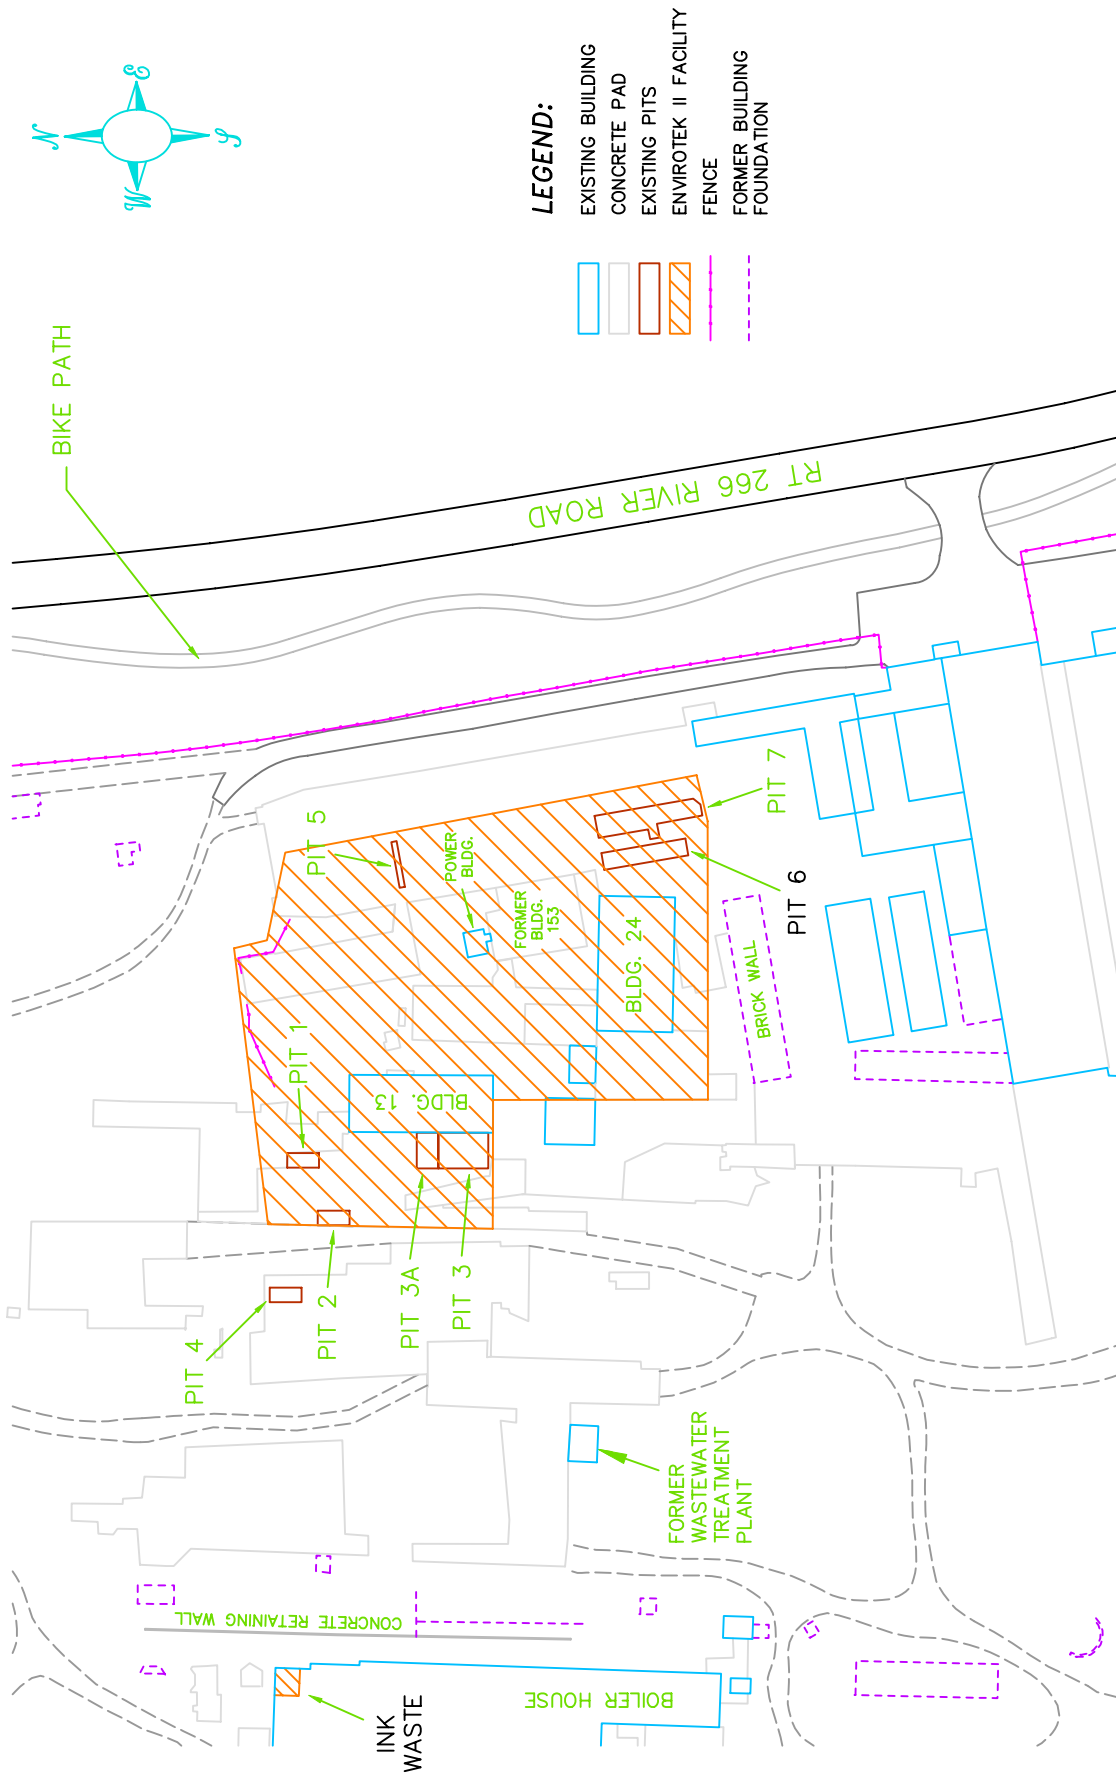 N
W
E
S
LEGEND:
EXISTING BUILDING
CONCRETE PAD
EXISTING PITS
ENVIROTEK II FACILITY
FENCE
FORMER BUILDING
FOUNDATION
BIKE PATH
RT 266 RIVER ROAD
PIT 5
POWER
BLDG.
FORMER
BLDG.
153
BLDG. 24
PIT 7
PIT 6
BRICK WALL
PIT 1
BLDG. 13
PIT 4
PIT 2
PIT 3A
PIT 3
FORMER
WASTEWATER
TREATMENT
PLANT
CONCRETE RETAINING WALL
BOILER HOUSE
INK
WASTE